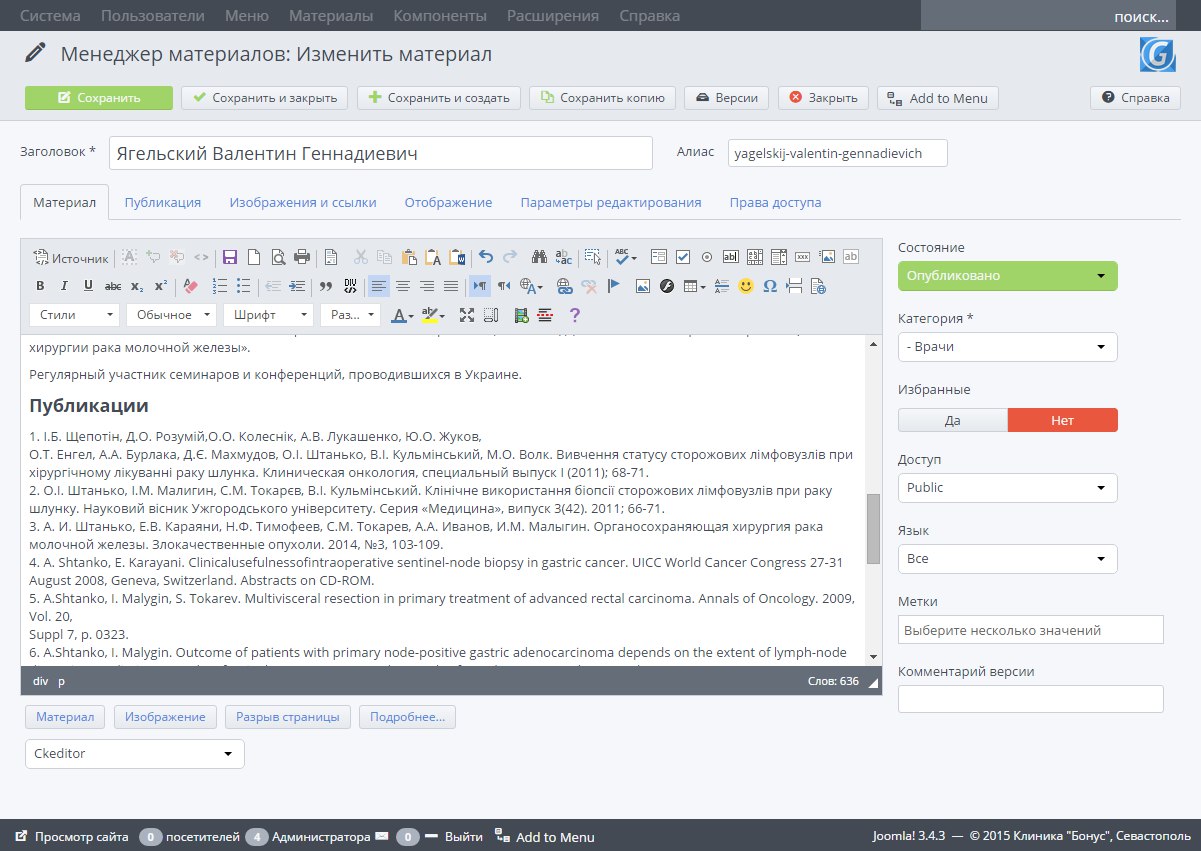 Система Пользователи Меню Материалы Компоненты Расширения Справка поиск...
Менеджер материалов: Изменить материал
Сохранить Сохранить и закрыть Сохранить и создать Сохранить копию Версии Закрыть Add to Menu Справка
Заголовок * Ягельский Валентин Геннадиевич Алиас yagelskij-valentin-gennadievich
Материал Публикация Изображения и ссылки Отображение Параметры редактирования Права доступа
Источник
Стили Обычное Шрифт Раз...
хирургии рака молочной железы».
Регулярный участник семинаров и конференций, проводившихся в Украине.
Публикации
1. І.Б. Щепотін, Д.О. Розумій,О.О. Колеснік, А.В. Лукашенко, Ю.О. Жуков,
О.Т. Енгел, А.А. Бурлака, Д.Є. Махмудов, О.І. Штанько, В.І. Кульмінський, М.О. Волк. Вивчення статусу сторожових лімфовузлів при
хірургічному лікуванні раку шлунка. Клиническая онкология, специальный выпуск I (2011); 68-71.
2. О.І. Штанько, І.М. Малигин, С.М. Токарєв, В.І. Кульмінський. Клінічне використання біопсії сторожових лімфовузлів при раку
шлунку. Науковий вісник Ужгородського університету. Серия «Медицина», випуск 3(42). 2011; 66-71.
3. А. И. Штанько, Е.В. Караяни, Н.Ф. Тимофеев, С.М. Токарев, А.А. Иванов, И.М. Малыгин. Органосохраняющая хирургия рака
молочной железы. Злокачественные опухоли. 2014, №3, 103-109.
4. A. Shtanko, E. Karayani. Clinicalusefulnessofintraoperative sentinel-node biopsy in gastric cancer. UICC World Cancer Congress 27-31
August 2008, Geneva, Switzerland. Abstracts on CD-ROM.
5. A.Shtanko, I. Malygin, S. Tokarev. Multivisceral resection in primary treatment of advanced rectal carcinoma. Annals of Oncology. 2009,
Vol. 20,
Suppl 7, p. 0323.
6. A.Shtanko, I. Malygin. Outcome of patients with primary node-positive gastric adenocarcinoma depends on the extent of lymph-node
div p Слов: 636
Материал Изображение Разрыв страницы Подробнее...
Ckeditor
Состояние
Опубликовано
Категория *
- Врачи
Избранные
Да Нет
Доступ
Public
Язык
Все
Метки
Выберите несколько значений
Комментарий версии
Просмотр сайта 0 посетителей 4 Администратора 0 Выйти Add to Menu Joomla! 3.4.3 — © 2015 Клиника "Бонус", Севастополь